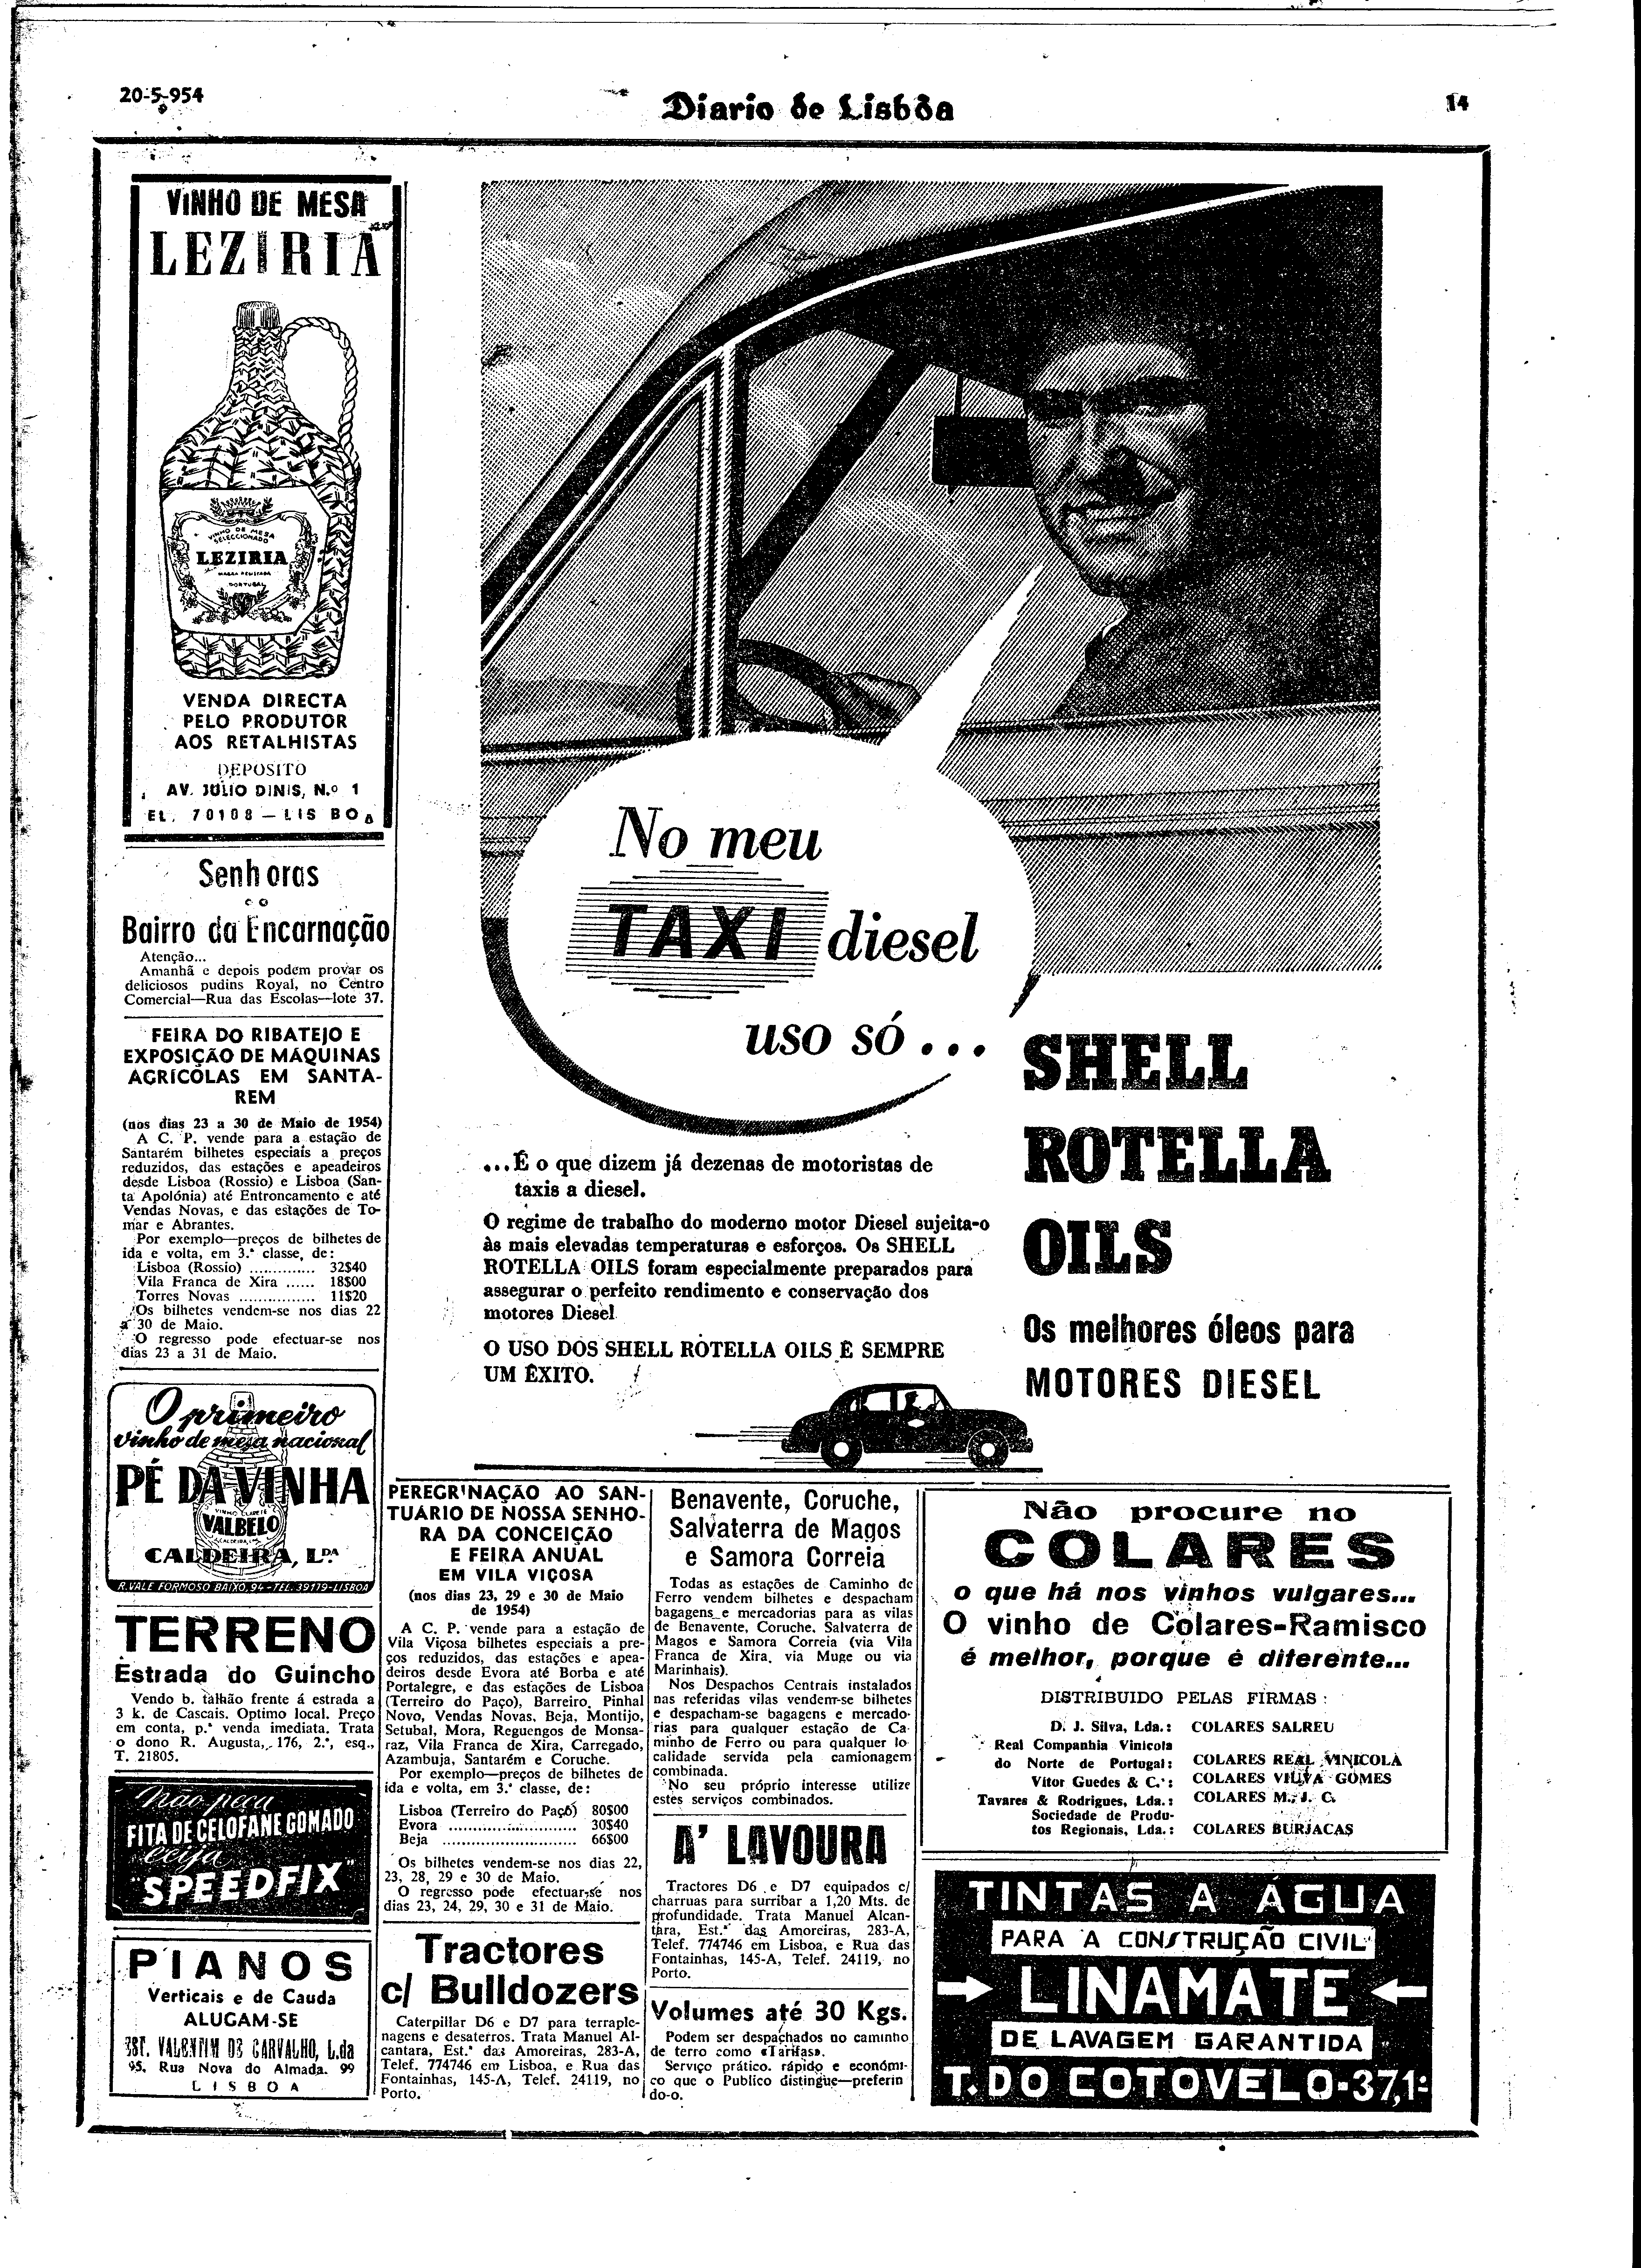 20-5-954
Diario de Lisbôa
14
VINHO DE MESA
LEZIRIA
VINHO DE MESA
SELECCIONADO
LEZIRIA
PORTUGAL
VENDA DIRECTA
PELO PRODUTOR
AOS RETALHISTAS
DEPOSITO
AV. JÚLIO DINIS, N.º 1
EL. 70108 — LISBOA
Senhoras
Bairro da Encarnação
Atenção...
Amanhã e depois podem provar os
deliciosos pudins Royal, no Centro
Comercial—Rua das Escolas—lote 37.
FEIRA DO RIBATEJO E
EXPOSIÇÃO DE MÁQUINAS
AGRÍCOLAS EM SANTA-
REM
(nos dias 23 a 30 de Maio de 1954)
A C. P. vende para a estação de
Santarém bilhetes especiais a preços
reduzidos, das estações e apeadeiros
desde Lisboa (Rossio) e Lisboa (San-
ta Apolónia) até Entroncamento e até
Vendas Novas, e das estações de To-
mar e Abrantes.
Por exemplo—preços de bilhetes de
ida e volta, em 3.ª classe, de:
Lisboa (Rossio) ............. 32$40
Vila Franca de Xira ...... 18$00
Torres Novas ............... 11$20
Os bilhetes vendem-se nos dias 22
a 30 de Maio.
O regresso pode efectuar-se nos
dias 23 a 31 de Maio.
O primeiro
vinho de mesa nacional
PÉ DA VINHA
VALBELO
CALDEIRA, L.DA
R. VALE FORMOSO BAIXO, 94-TEL. 39179-LISBOA
TERRENO
Estrada do Guincho
Vendo b. talhão frente á estrada a
3 k. de Cascais. Optimo local. Preço
em conta, p.ª venda imediata. Trata
o dono R. Augusta, 176, 2.º, esq.,
T. 21805.
Não peça
FITA DE CELOFANE GOMADO
exija
"SPEEDFIX"
PIANOS
Verticais e de Cauda
ALUGAM-SE
EST. VALENTIM DE CARVALHO, L.da
95, Rua Nova do Almada. 99
LISBOA
No meu
TAXI diesel
uso só...
SHELL
ROTELLA
OILS
Os melhores óleos para
MOTORES DIESEL
...É o que dizem já dezenas de motoristas de
taxis a diesel.
O regime de trabalho do moderno motor Diesel sujeita-o
às mais elevadas temperaturas e esforços. Os SHELL
ROTELLA OILS foram especialmente preparados para
assegurar o perfeito rendimento e conservação dos
motores Diesel
O USO DOS SHELL ROTELLA OILS É SEMPRE
UM ÊXITO.
PEREGRINAÇÃO AO SAN-
TUÁRIO DE NOSSA SENHO-
RA DA CONCEIÇÃO
E FEIRA ANUAL
EM VILA VIÇOSA
(nos dias 23, 29 e 30 de Maio
de 1954)
A C. P. vende para a estação de
Vila Viçosa bilhetes especiais a pre-
ços reduzidos, das estações e apea-
deiros desde Evora até Borba e até
Portalegre, e das estações de Lisboa
(Terreiro do Paço), Barreiro, Pinhal
Novo, Vendas Novas, Beja, Montijo,
Setubal, Mora, Reguengos de Monsa-
raz, Vila Franca de Xira, Carregado,
Azambuja, Santarém e Coruche.
Por exemplo—preços de bilhetes de
ida e volta, em 3.ª classe, de:
Lisboa (Terreiro do Paço) 80$00
Evora .......................... 30$40
Beja ........................... 66$00
Os bilhetes vendem-se nos dias 22,
23, 28, 29 e 30 de Maio.
O regresso pode efectuar-se nos
dias 23, 24, 29, 30 e 31 de Maio.
Tractores
c/ Bulldozers
Caterpillar D6 e D7 para terraple-
nagens e desaterros. Trata Manuel Al-
cantara, Est.ª das Amoreiras, 283-A,
Telef. 774746 em Lisboa, e Rua das
Fontainhas, 145-A, Telef. 24119, no
Porto.
Benavente, Coruche,
Salvaterra de Magos
e Samora Correia
Todas as estações de Caminho de
Ferro vendem bilhetes e despacham
bagagens e mercadorias para as vilas
de Benavente, Coruche, Salvaterra de
Magos e Samora Correia (via Vila
Franca de Xira, via Muge ou via
Marinhais).
Nos Despachos Centrais instalados
nas referidas vilas vendem-se bilhetes
e despacham-se bagagens e mercado-
rias para qualquer estação de Ca-
minho de Ferro ou para qualquer lo
calidade servida pela camionagem
combinada.
No seu próprio interesse utilize
estes serviços combinados.
A' LAVOURA
Tractores D6 e D7 equipados c/
charruas para surribar a 1,20 Mts. de
profundidade. Trata Manuel Alcan-
tara, Est.ª das Amoreiras, 283-A,
Telef. 774746 em Lisboa, e Rua das
Fontainhas, 145-A, Telef. 24119, no
Porto.
Volumes até 30 Kgs.
Podem ser despachados no caminho
de terro como «Tarifas».
Serviço prático, rápido e económi-
co que o Publico distingue—preferin
do-o.
Não procure no
COLARES
o que há nos vinhos vulgares...
O vinho de Colares-Ramisco
é melhor, porque é diferente...
DISTRIBUIDO PELAS FIRMAS:
D. J. Silva, Lda.: COLARES SALREU
Real Companhia Vinicola
do Norte de Portugal: COLARES REAL VINICOLA
Vítor Guedes & C.ª: COLARES VIUVA GOMES
Tavares & Rodrigues, Lda.: COLARES M. J. C.
Sociedade de Produ-
tos Regionais, Lda.: COLARES BURJACAS
TINTAS A ÁGUA
PARA A CONSTRUÇÃO CIVIL
LINAMATE
DE LAVAGEM GARANTIDA
T. DO COTOVELO-37,1º